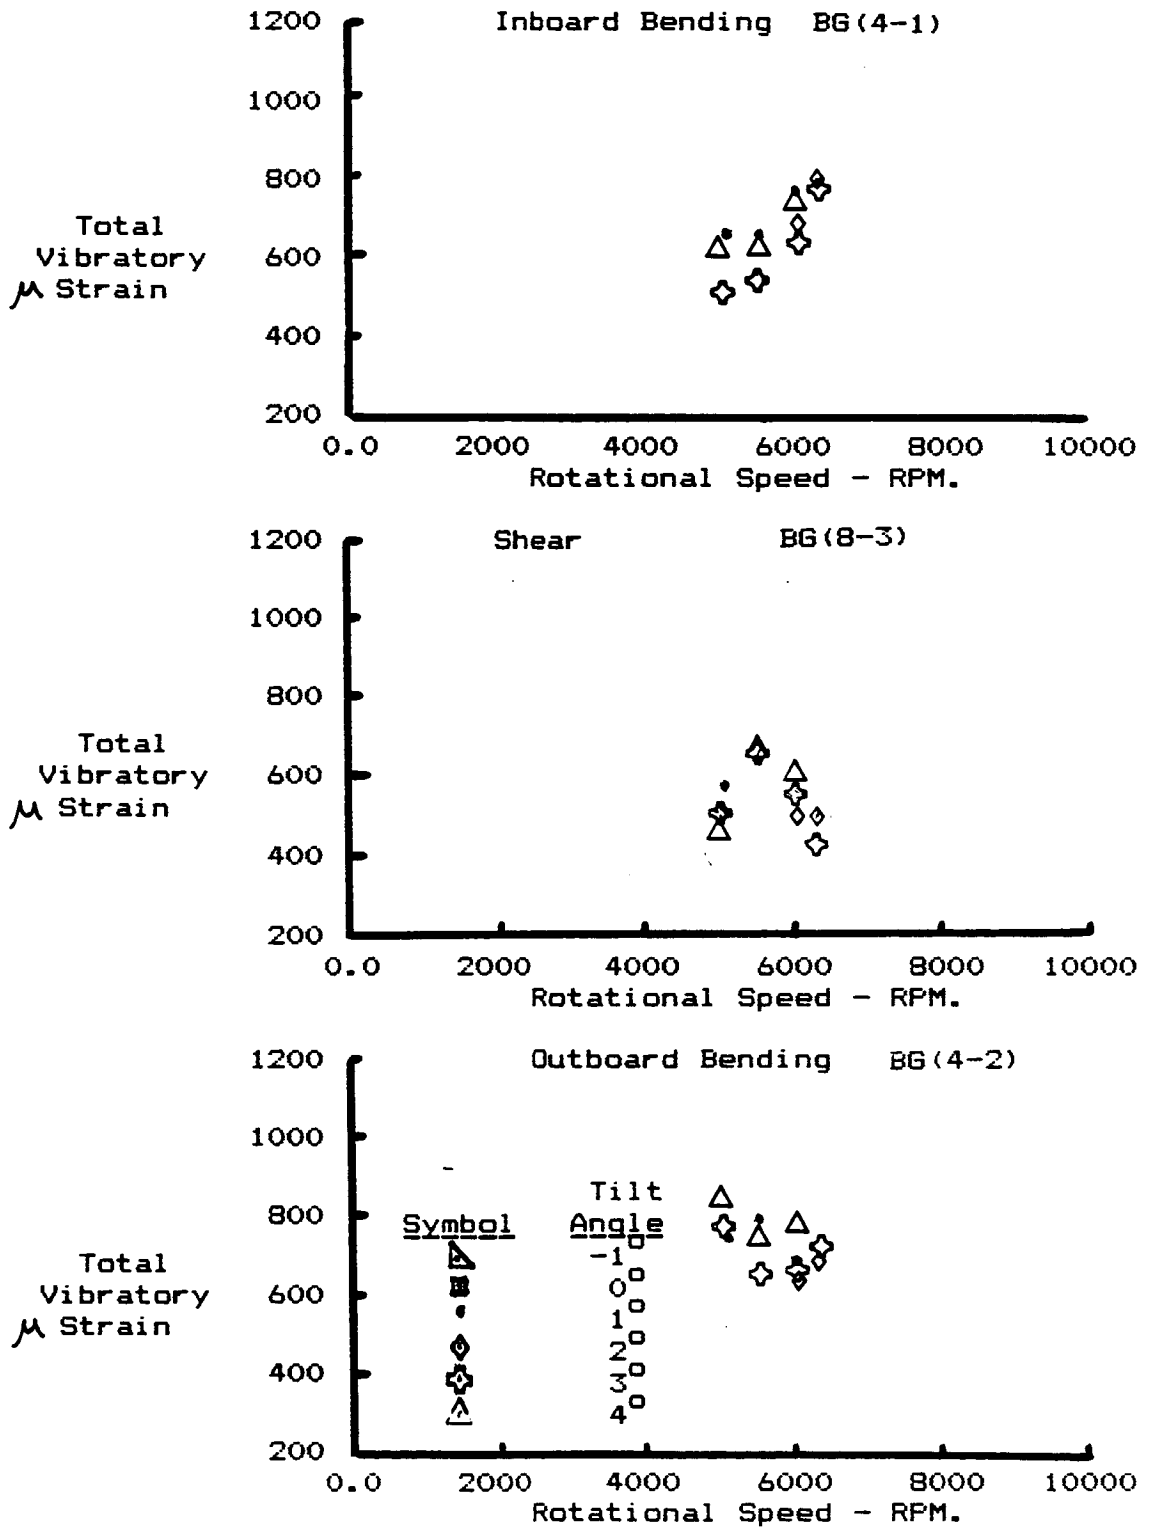 Inboard Bending BG(4-1)
1200
1000
800
600
400
200
Total
Vibratory
μ Strain
0.0 2000 4000 6000 8000 10000
Rotational Speed - RPM.
Shear BG(8-3)
1200
1000
800
600
400
200
Total
Vibratory
μ Strain
0.0 2000 4000 6000 8000 10000
Rotational Speed - RPM.
Outboard Bending BG(4-2)
1200
1000
800
600
400
200
Total
Vibratory
μ Strain
Tilt
Symbol Angle
-1°
0°
1°
2°
3°
4°
0.0 2000 4000 6000 8000 10000
Rotational Speed - RPM.